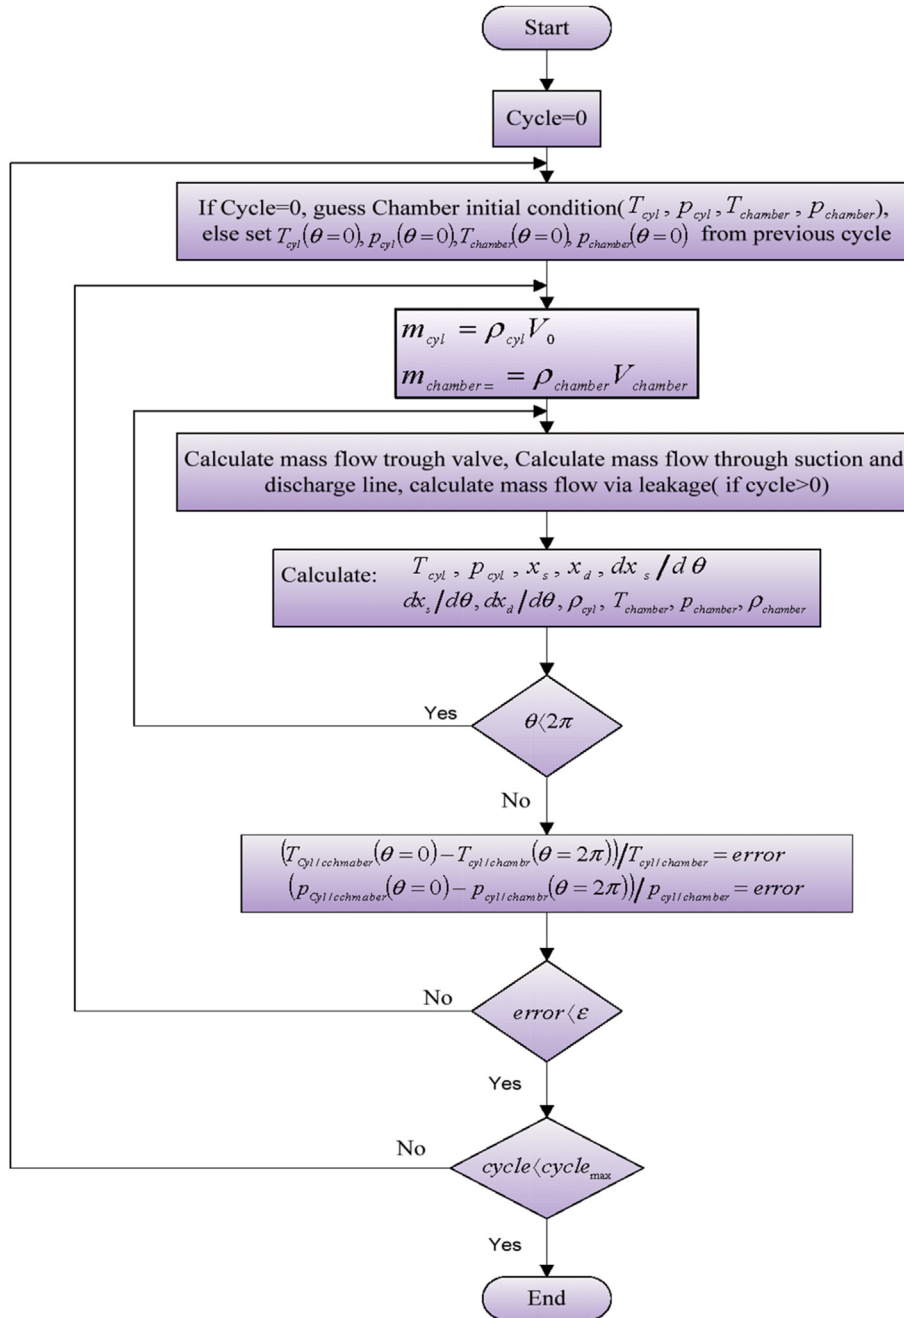 Start
Cycle=0
If Cycle=0, guess Chamber initial condition(T_cyl, p_cyl, T_chamber, p_chamber),
else set T_cyl(θ=0), p_cyl(θ=0), T_chamber(θ=0), p_chamber(θ=0) from previous cycle
m_cyl = ρ_cyl V_0
m_chamber= = ρ_chamber V_chamber
Calculate mass flow trough valve, Calculate mass flow through suction and
discharge line, calculate mass flow via leakage( if cycle>0)
Calculate: T_cyl, p_cyl, x_s, x_d, dx_s/dθ
dx_s/dθ, dx_d/dθ, ρ_cyl, T_chamber, p_chamber, ρ_chamber
Yes
θ⟨2π
No
(T_Cyl/cchmaber(θ=0)−T_cyl/chambr(θ=2π))/T_cyl/chamber = error
(p_Cyl/cchmaber(θ=0)−p_cyl/chambr(θ=2π))/p_cyl/chamber = error
No
error⟨ε
Yes
No
cycle⟨cycle_max
Yes
End